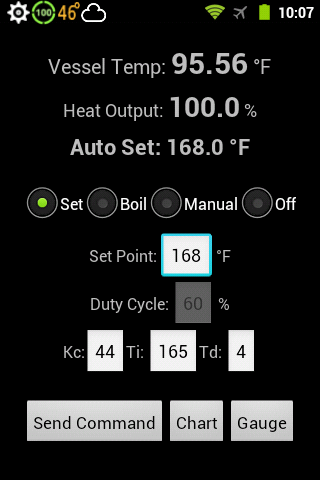 100 46° 10:07
Vessel Temp: 95.56 °F
Heat Output: 100.0 %
Auto Set: 168.0 °F
Set Boil Manual Off
Set Point: 168 °F
Duty Cycle: 60 %
Kc: 44 Ti: 165 Td: 4
Send Command Chart Gauge